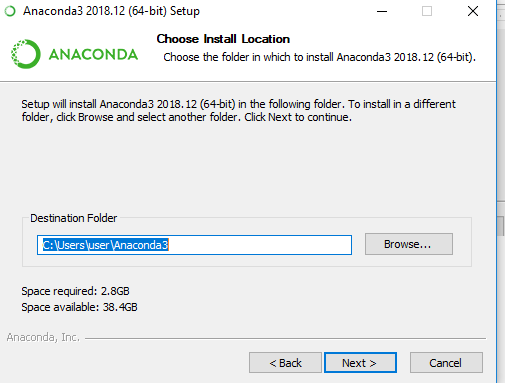 Anaconda3 2018.12 (64-bit) Setup
ANACONDA
Choose Install Location
Choose the folder in which to install Anaconda3 2018.12 (64-bit).
Setup will install Anaconda3 2018.12 (64-bit) in the following folder. To install in a different
folder, click Browse and select another folder. Click Next to continue.
Destination Folder
C:\Users\user\Anaconda3
Browse...
Space required: 2.8GB
Space available: 38.4GB
Anaconda, Inc.
< Back
Next >
Cancel